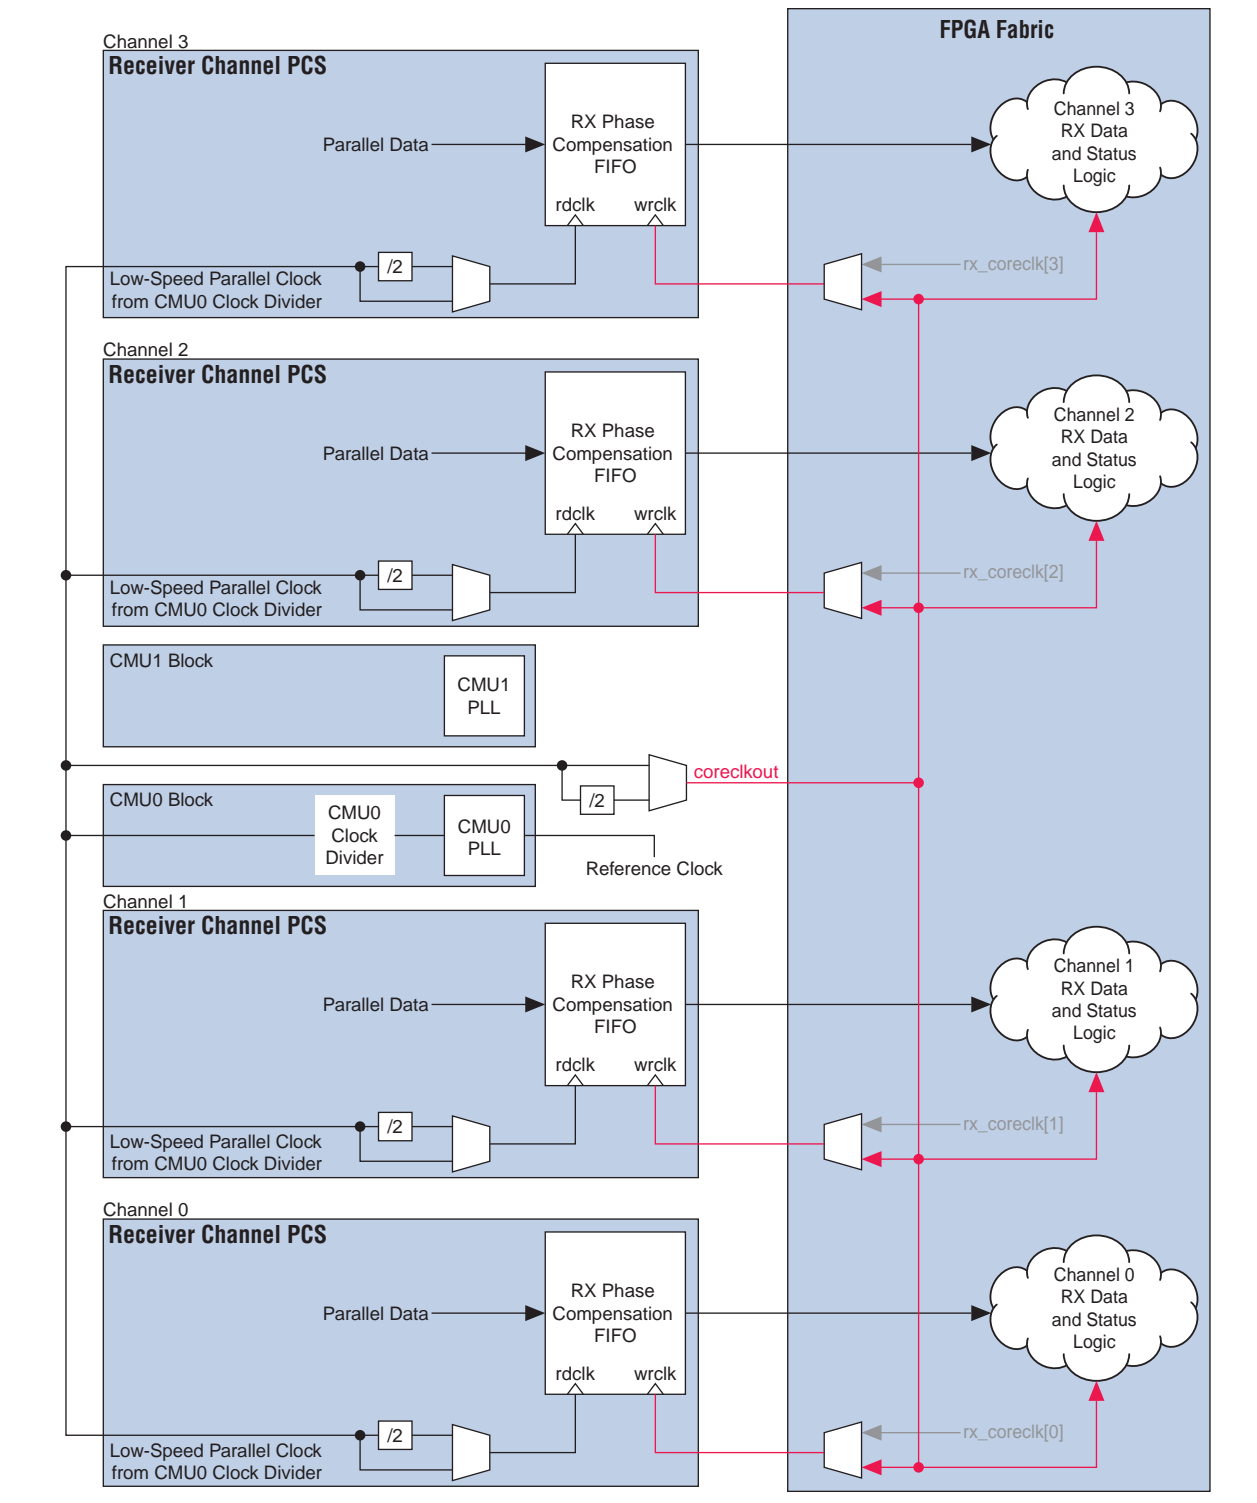 FPGA Fabric
Channel 3
Receiver Channel PCS
RX Phase
Compensation
FIFO
Parallel Data
rdclk
wrclk
/2
Low-Speed Parallel Clock
from CMU0 Clock Divider
rx_coreclk[3]
Channel 3
RX Data
and Status
Logic
Channel 2
Receiver Channel PCS
RX Phase
Compensation
FIFO
Parallel Data
rdclk
wrclk
/2
Low-Speed Parallel Clock
from CMU0 Clock Divider
rx_coreclk[2]
Channel 2
RX Data
and Status
Logic
CMU1 Block
CMU1
PLL
coreclkout
/2
CMU0 Block
CMU0
Clock
Divider
CMU0
PLL
Reference Clock
Channel 1
Receiver Channel PCS
RX Phase
Compensation
FIFO
Parallel Data
rdclk
wrclk
/2
Low-Speed Parallel Clock
from CMU0 Clock Divider
rx_coreclk[1]
Channel 1
RX Data
and Status
Logic
Channel 0
Receiver Channel PCS
RX Phase
Compensation
FIFO
Parallel Data
rdclk
wrclk
/2
Low-Speed Parallel Clock
from CMU0 Clock Divider
rx_coreclk[0]
Channel 0
RX Data
and Status
Logic